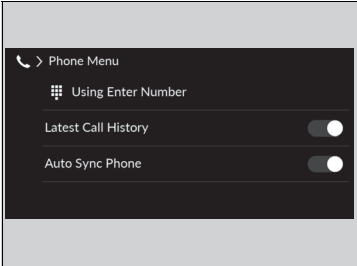 Phone Menu
Using Enter Number
Latest Call History
Auto Sync Phone